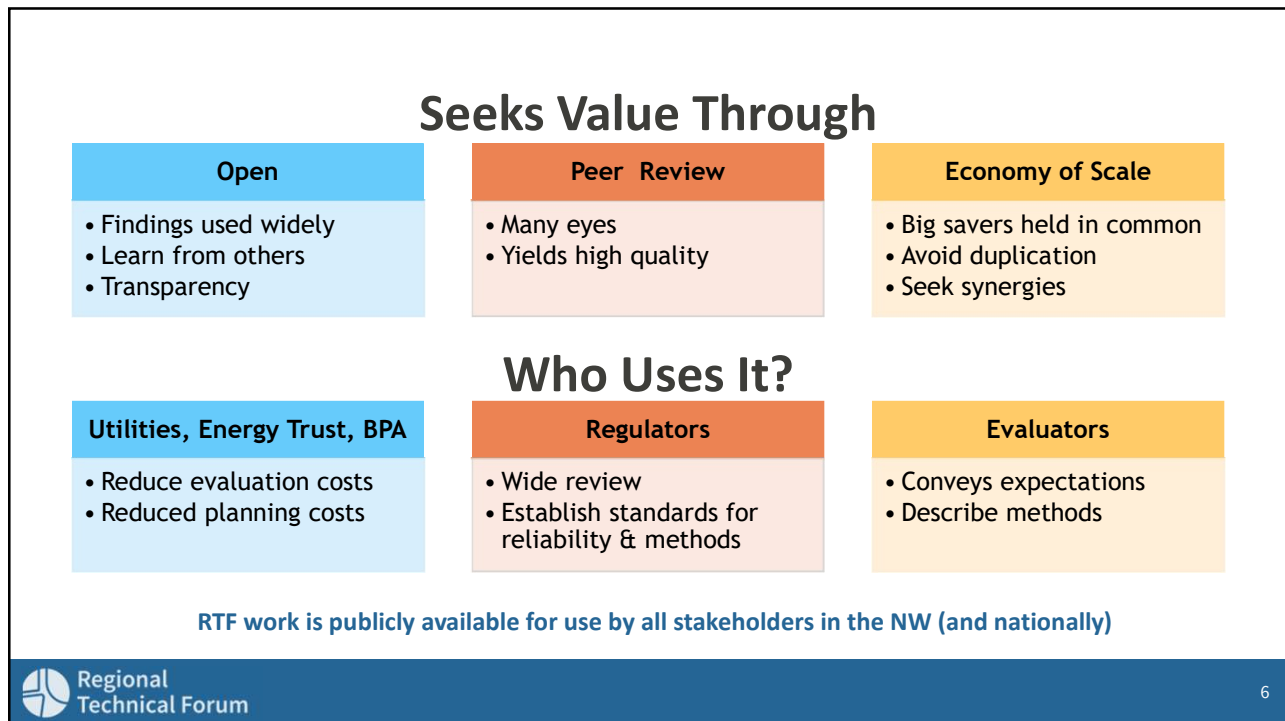 Seeks Value Through
Open
• Findings used widely
• Learn from others
• Transparency
Peer Review
• Many eyes
• Yields high quality
Economy of Scale
• Big savers held in common
• Avoid duplication
• Seek synergies
Who Uses It?
Utilities, Energy Trust, BPA
• Reduce evaluation costs
• Reduced planning costs
Regulators
• Wide review
• Establish standards for
reliability & methods
Evaluators
• Conveys expectations
• Describe methods
RTF work is publicly available for use by all stakeholders in the NW (and nationally)
Regional
Technical Forum
6